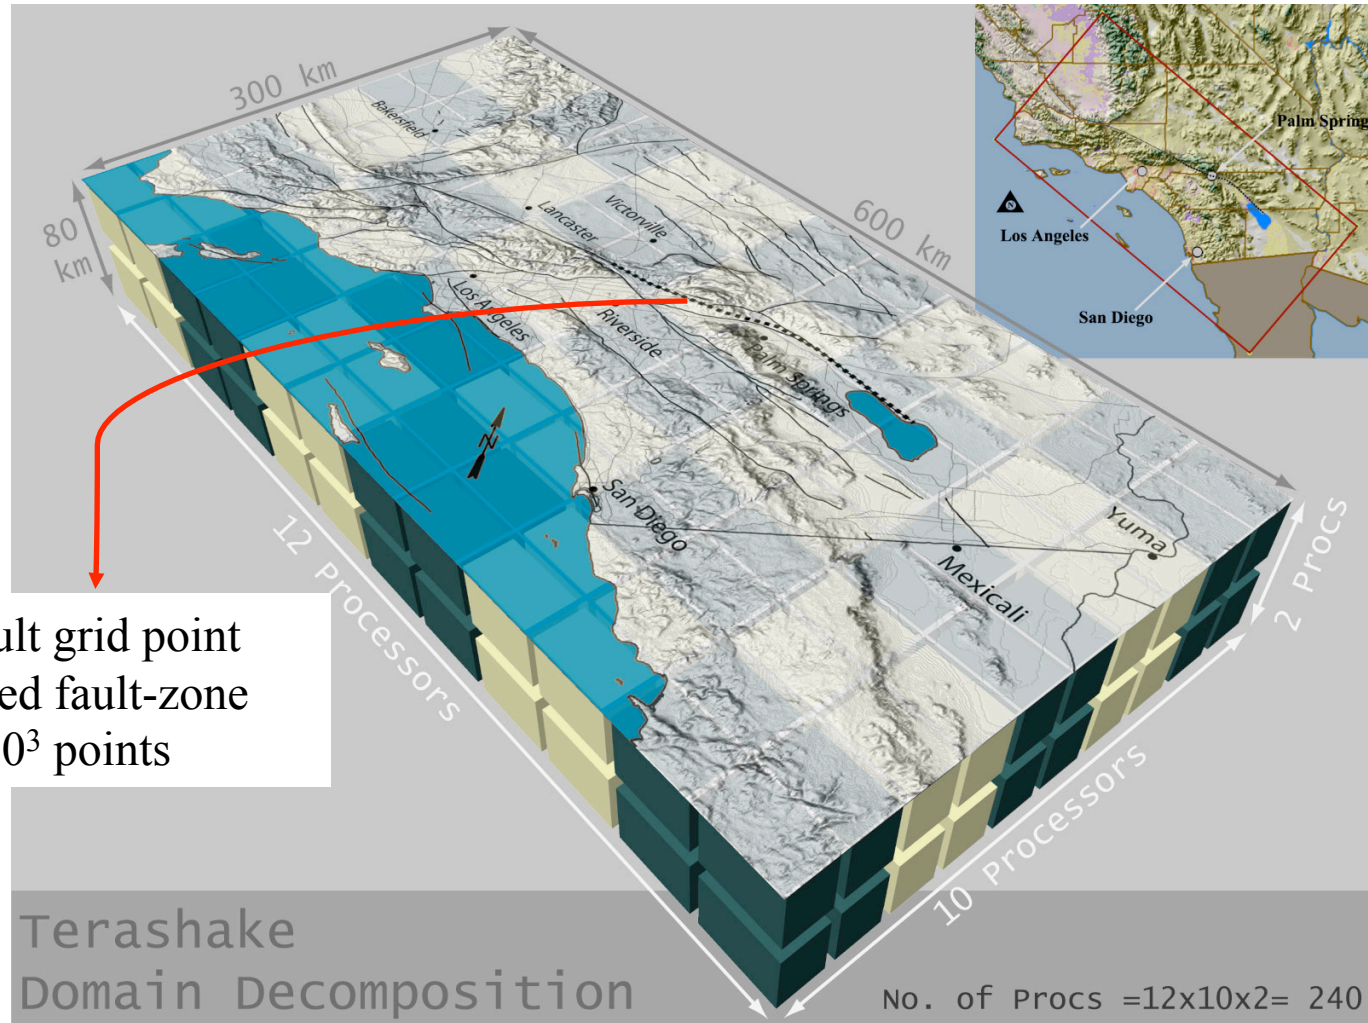 300 km
80
km
600 km
Bakersfield
Lancaster
Victorville
Los Angeles
Riverside
Palm Springs
San Diego
Mexicali
Yuma
N
Palm Spring
Los Angeles
San Diego
ult grid point
ed fault-zone
0³ points
12 Processors
10 Processors
2 Procs
Terashake
Domain Decomposition
No. of Procs =12x10x2= 240